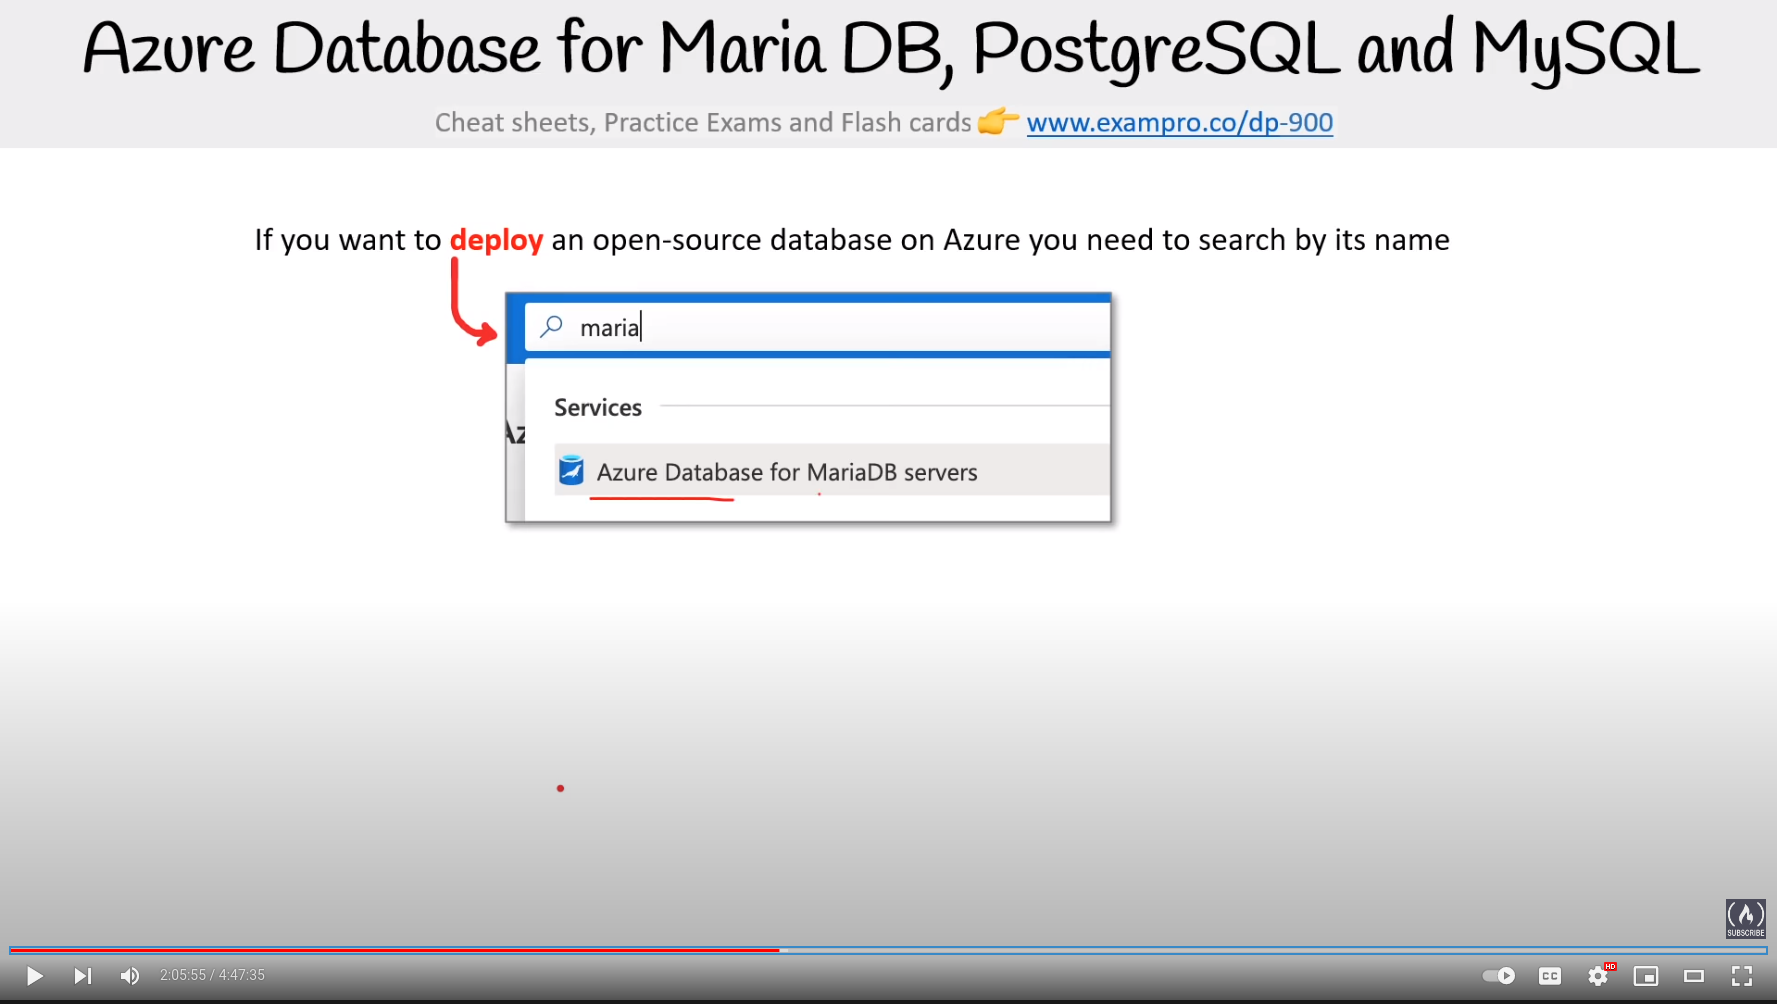 Azure Database for Maria DB, PostgreSQL and MySQL
Cheat sheets, Practice Exams and Flash cards 👉 www.exampro.co/dp-900
If you want to deploy an open-source database on Azure you need to search by its name
maria
Services
Az
Azure Database for MariaDB servers
SUBSCRIBE
2:05:55 / 4:47:35
CC
HD